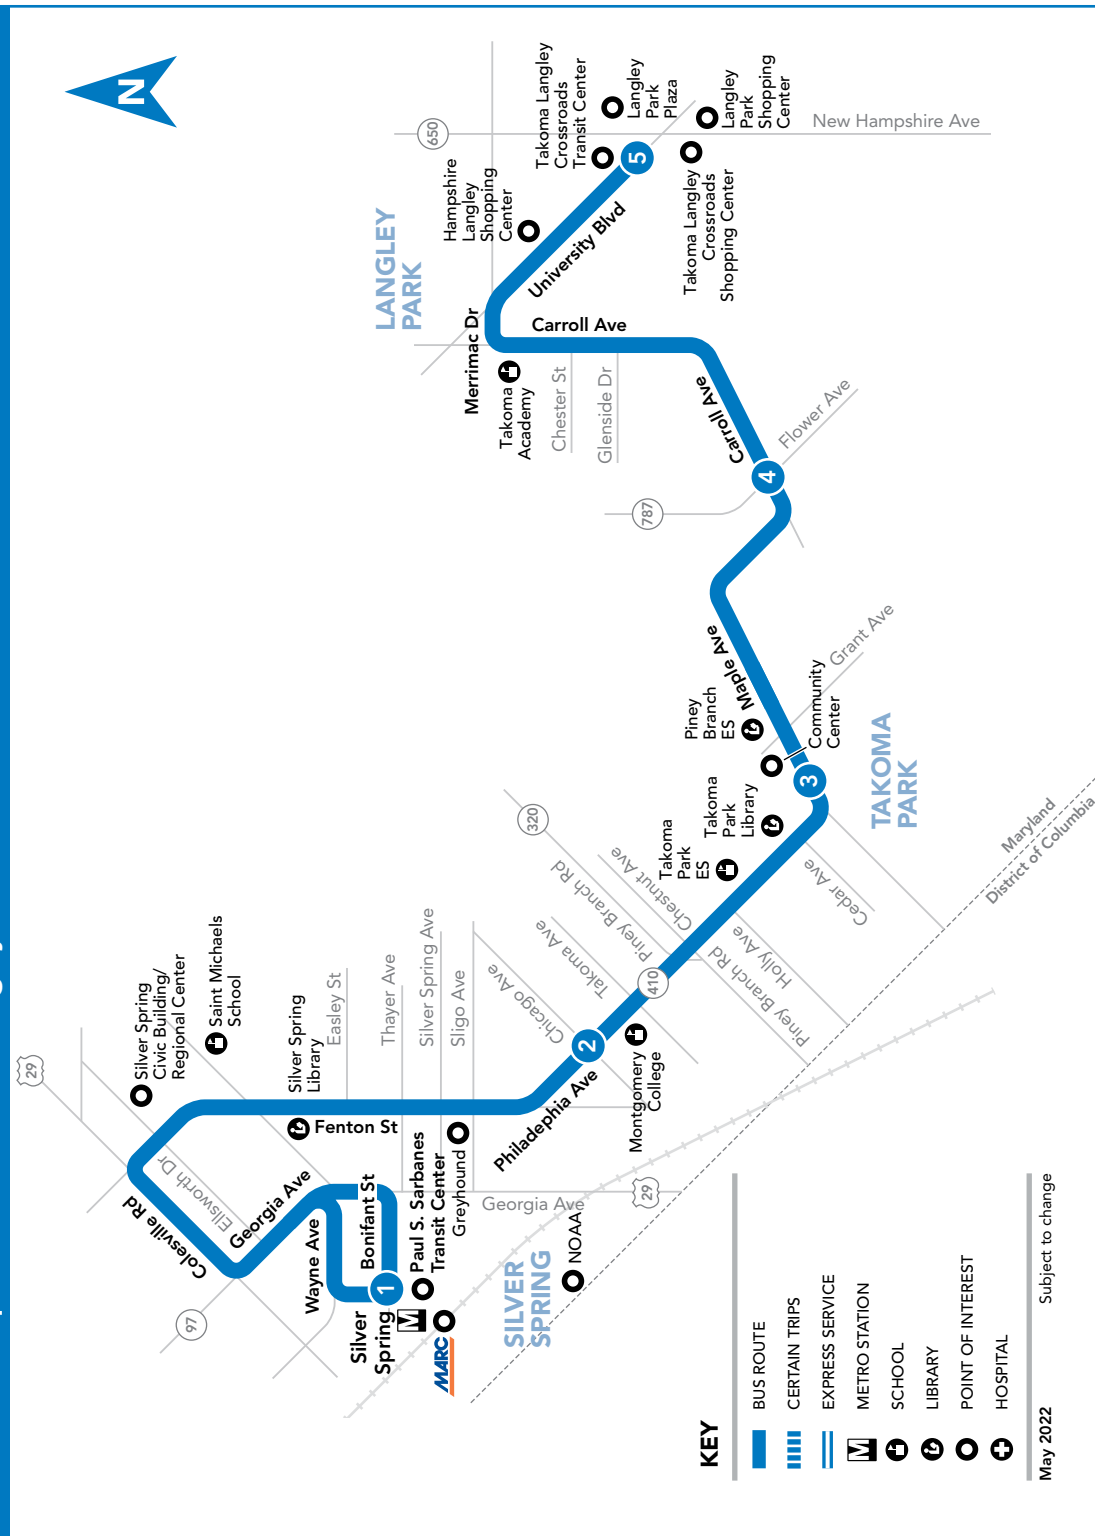 N
29
Silver Spring
Civic Building/
Regional Center
Saint Michaels
School
Silver Spring
Library
Easley St
Thayer Ave
Silver Spring Ave
Sligo Ave
Chicago Ave
Takoma Ave
320
Piney Branch Rd
Chestnut Ave
410
Piney Branch Rd
Holly Ave
Piney Branch Rd
Cedar Ave
Colesville Rd
Ellsworth Dr
Georgia Ave
Fenton St
97
Wayne Ave
Bonifant St
1
Silver
Spring
Paul S. Sarbanes
Transit Center
M
MARC
Greyhound
Georgia Ave
29
SILVER
SPRING
NOAA
Philadephia Ave
2
Montgomery
College
Takoma
Park
ES
Takoma
Park
Library
3
Piney
Branch
ES
Maple Ave
Community
Center
Grant Ave
TAKOMA
PARK
Maryland
District of Columbia
787
4
Flower Ave
Carroll Ave
Carroll Ave
Glenside Dr
Chester St
Takoma
Academy
Merrimac Dr
LANGLEY
PARK
University Blvd
Hampshire
Langley
Shopping
Center
650
Takoma Langley
Crossroads
Transit Center
5
Langley
Park
Plaza
Langley
Park
Shopping
Center
Takoma Langley
Crossroads
Shopping Center
New Hampshire Ave
KEY
BUS ROUTE
CERTAIN TRIPS
EXPRESS SERVICE
M METRO STATION
SCHOOL
LIBRARY
POINT OF INTEREST
HOSPITAL
May 2022
Subject to change